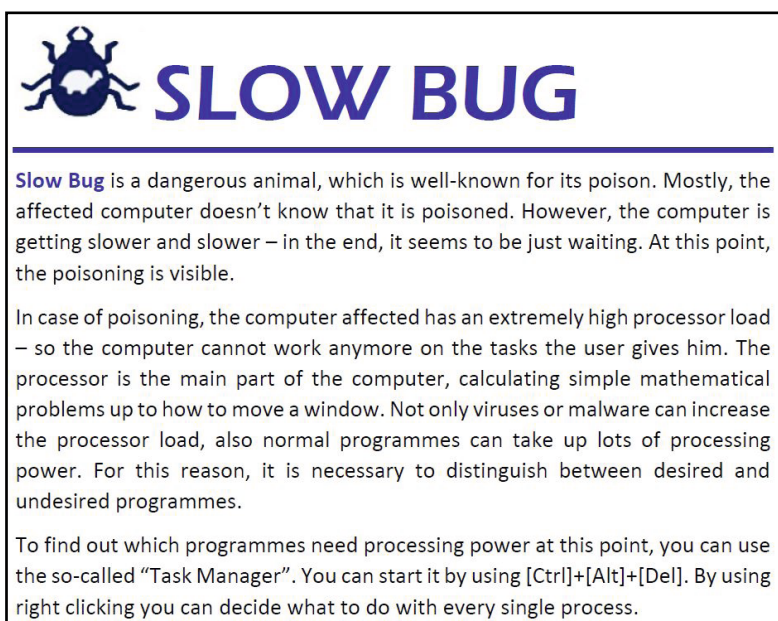 SLOW BUG
Slow Bug is a dangerous animal, which is well-known for its poison. Mostly, the
affected computer doesn’t know that it is poisoned. However, the computer is
getting slower and slower – in the end, it seems to be just waiting. At this point,
the poisoning is visible.
In case of poisoning, the computer affected has an extremely high processor load
– so the computer cannot work anymore on the tasks the user gives him. The
processor is the main part of the computer, calculating simple mathematical
problems up to how to move a window. Not only viruses or malware can increase
the processor load, also normal programmes can take up lots of processing
power. For this reason, it is necessary to distinguish between desired and
undesired programmes.
To find out which programmes need processing power at this point, you can use
the so-called “Task Manager”. You can start it by using [Ctrl]+[Alt]+[Del]. By using
right clicking you can decide what to do with every single process.